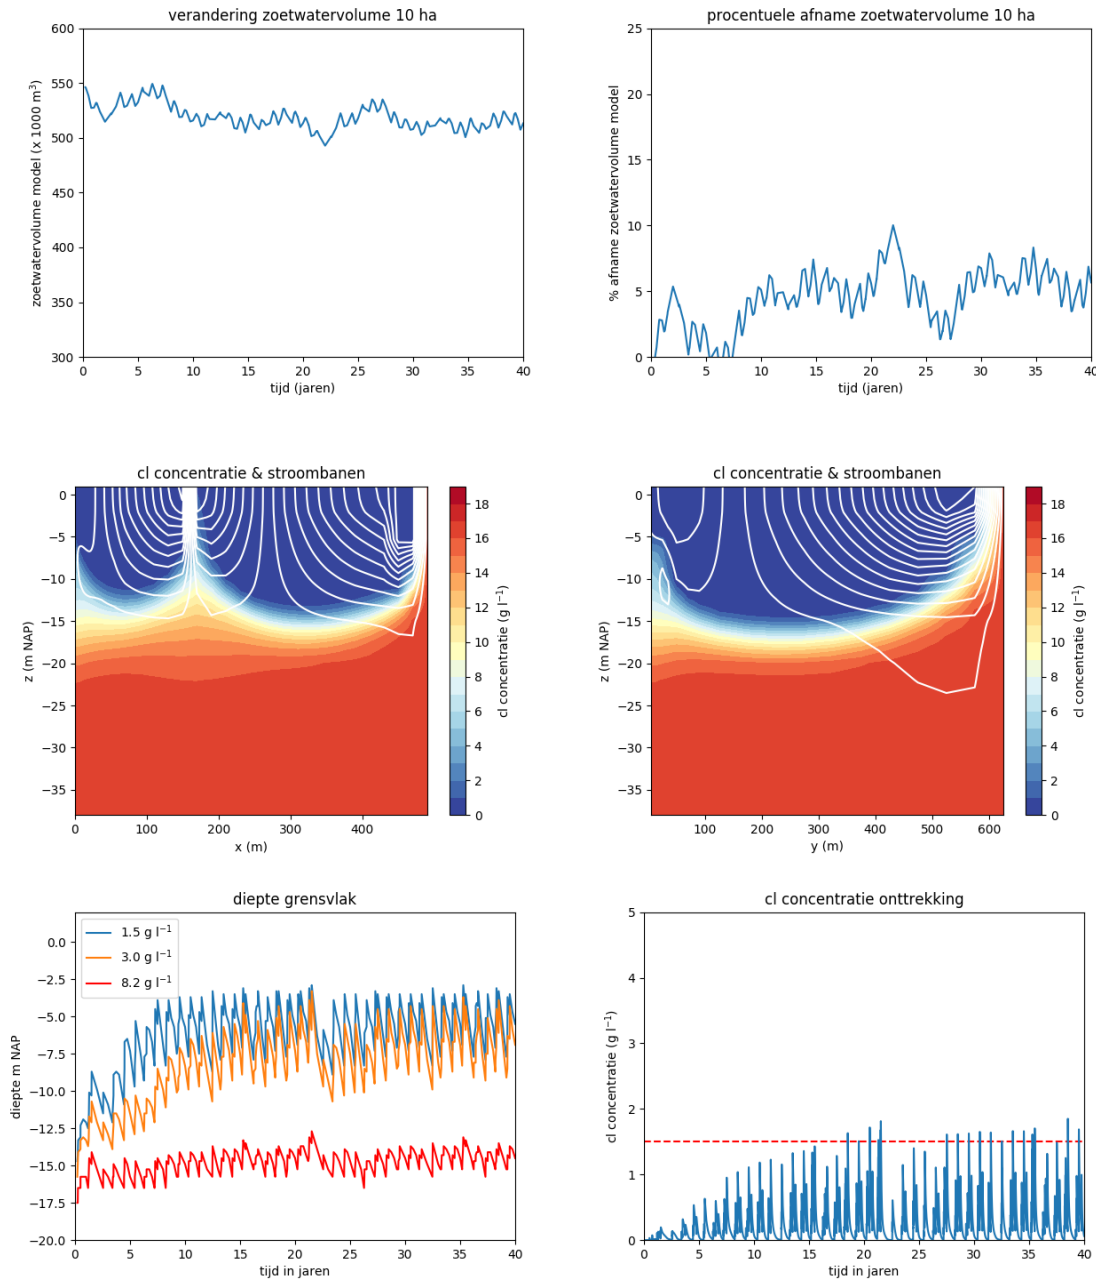 verandering zoetwatervolume 10 ha
600
550
500
450
400
350
300
zoetwatervolume model (x 1000 m³)
0 5 10 15 20 25 30 35 40
tijd (jaren)
procentuele afname zoetwatervolume 10 ha
25
20
15
10
5
0
% afname zoetwatervolume model
0 5 10 15 20 25 30 35 40
tijd (jaren)
cl concentratie & stroombanen
0
−5
−10
−15
−20
−25
−30
−35
z (m NAP)
0 100 200 300 400
x (m)
18
16
14
12
10
8
6
4
2
0
cl concentratie (g l⁻¹)
cl concentratie & stroombanen
0
−5
−10
−15
−20
−25
−30
−35
z (m NAP)
100 200 300 400 500 600
y (m)
18
16
14
12
10
8
6
4
2
0
cl concentratie (g l⁻¹)
diepte grensvlak
1.5 g l⁻¹
3.0 g l⁻¹
8.2 g l⁻¹
0.0
−2.5
−5.0
−7.5
−10.0
−12.5
−15.0
−17.5
−20.0
diepte m NAP
0 5 10 15 20 25 30 35 40
tijd in jaren
cl concentratie onttrekking
5
4
3
2
1
0
cl concentratie (g l⁻¹)
0 5 10 15 20 25 30 35 40
tijd in jaren